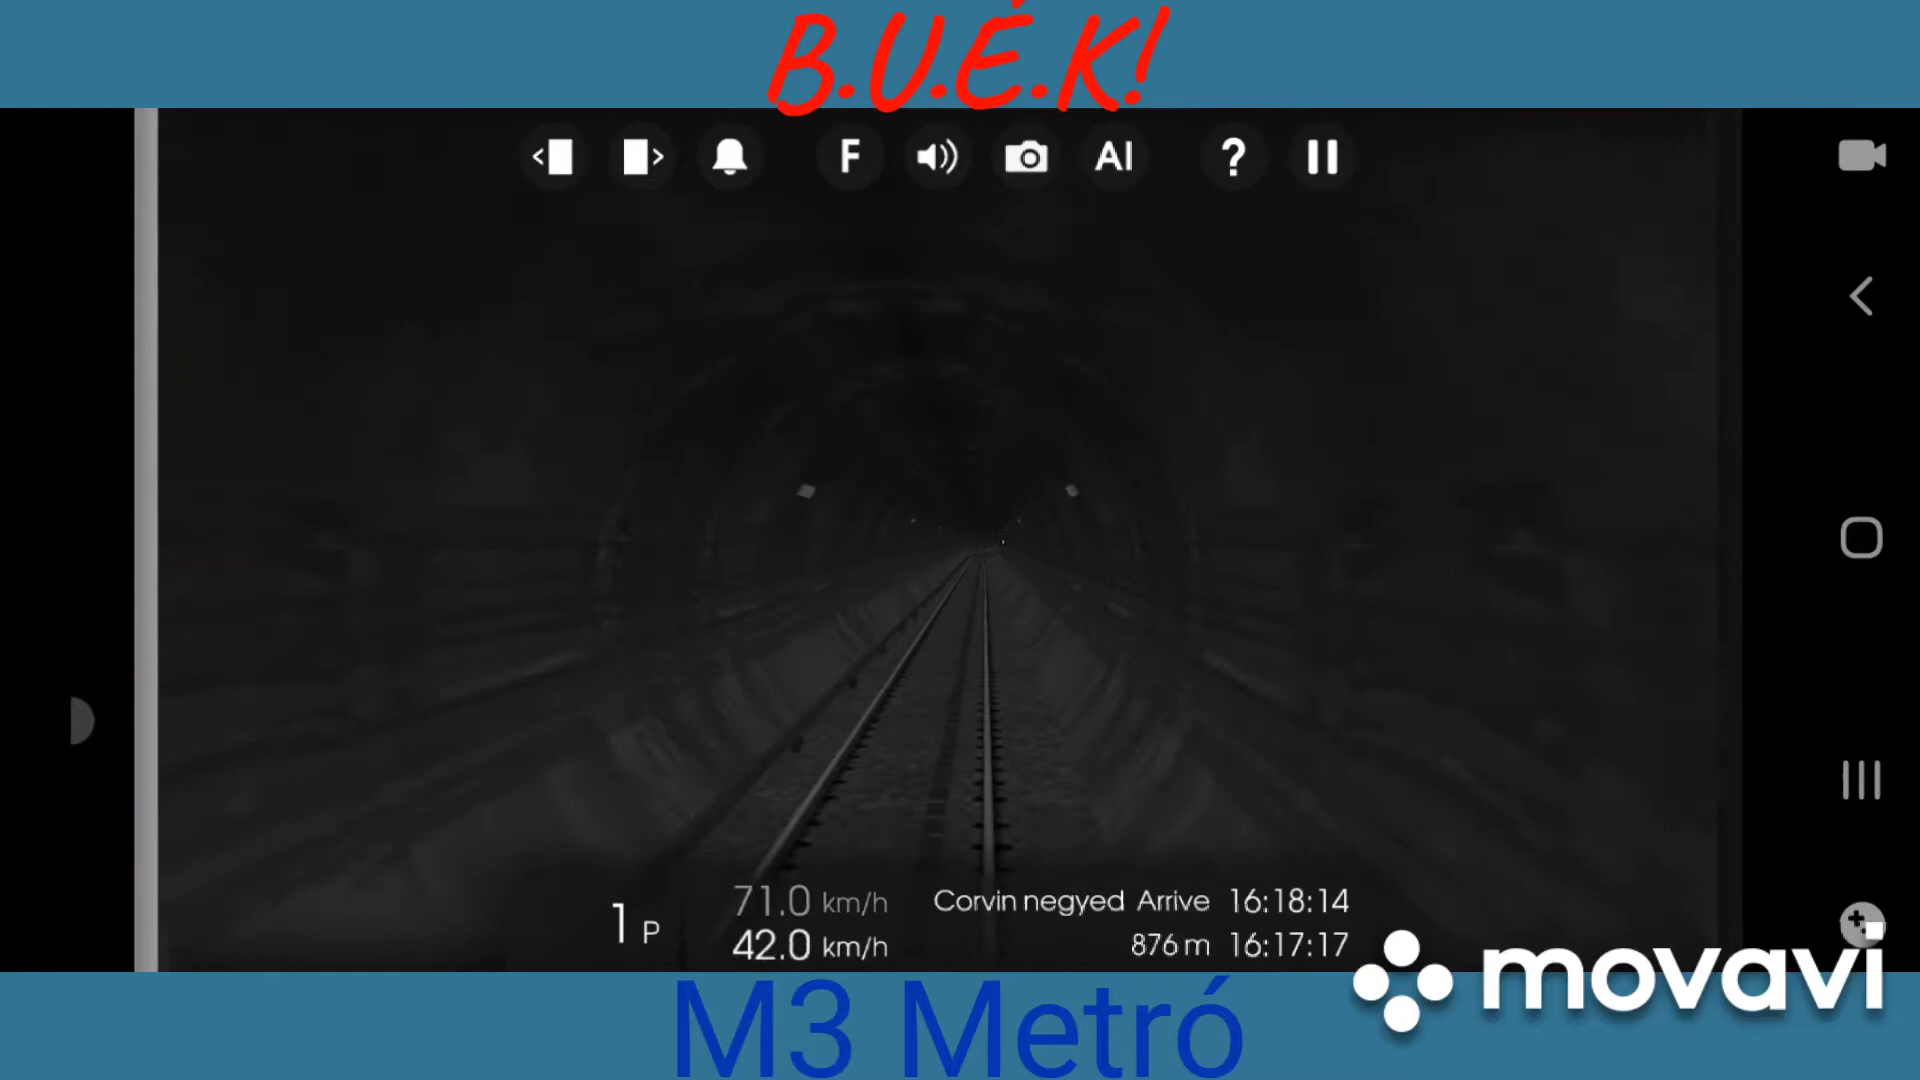 B.U.É.K!
F AI ?
71.0 km/h Corvin negyed Arrive 16:18:14
1 P 42.0 km/h 876 m 16:17:17
movavi
M3 Metró